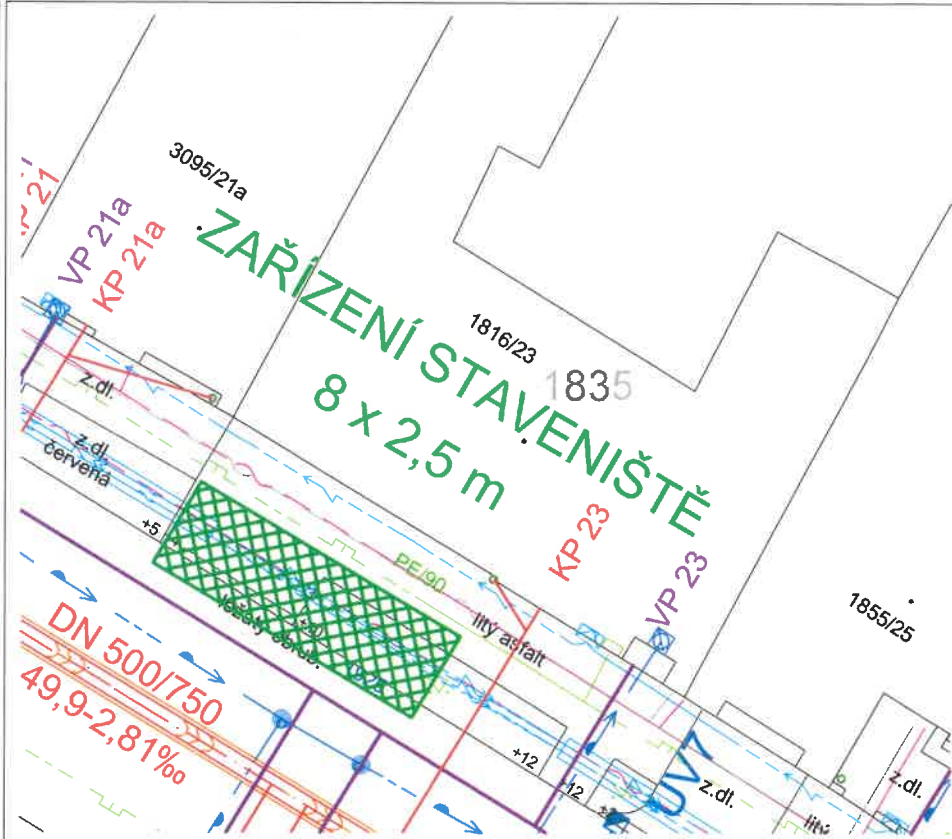 3095/21a
VP 21a
KP 21a
ZAŘÍZENÍ STAVENIŠTĚ
8 x 2,5 m
1816/23
1835
z.dl.
z.dl.
červená
+5
PE/90
litý asfalt
KP 23
VP 23
1855/25
DN 500/750
49,9-2,81‰
+12
+12
UV7
z.dl.
z.dl.
litý